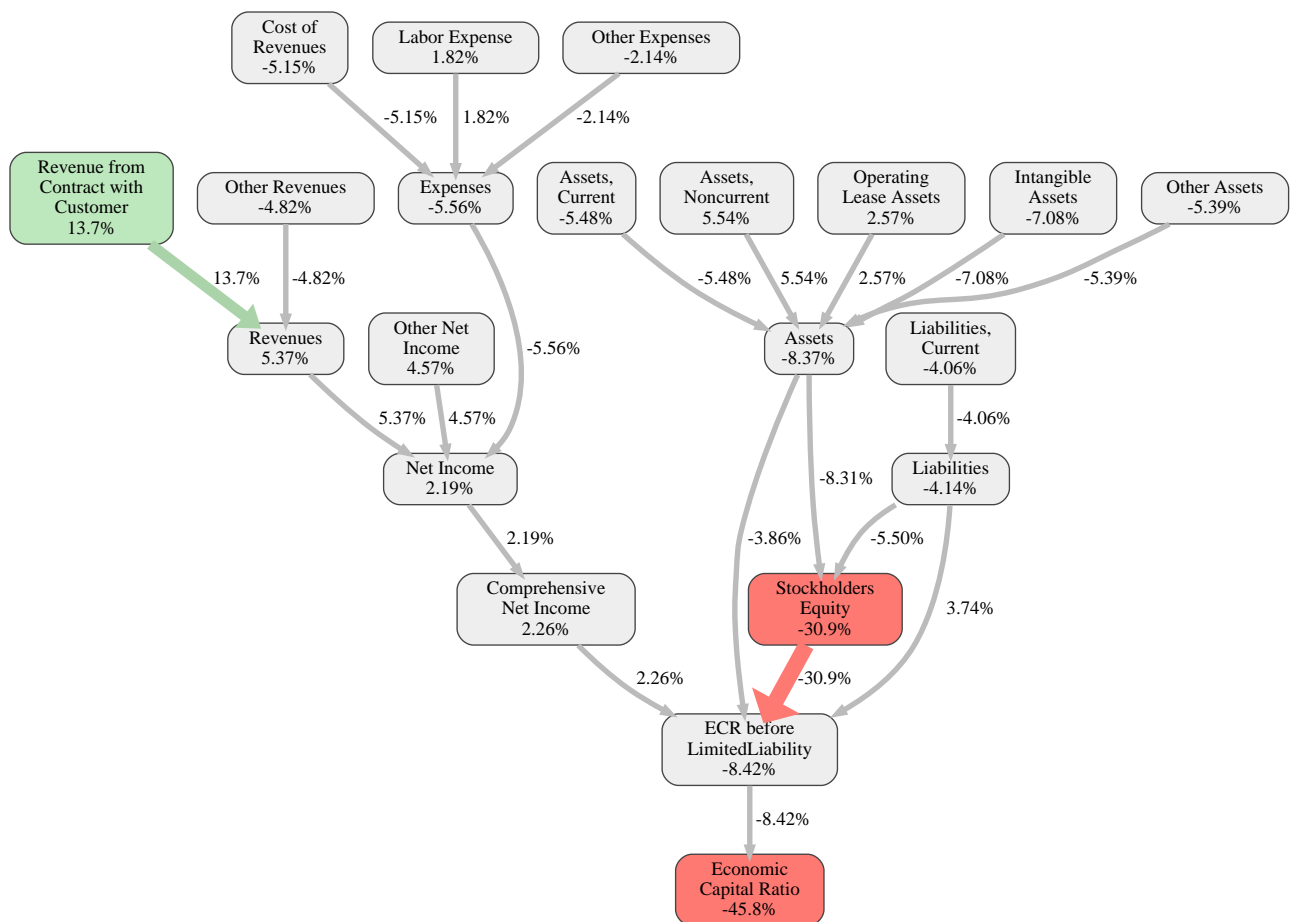 Cost of
Revenues
-5.15%
Labor Expense
1.82%
Other Expenses
-2.14%
-5.15%
1.82%
-2.14%
Revenue from
Contract with
Customer
13.7%
Other Revenues
-4.82%
Expenses
-5.56%
Assets,
Current
-5.48%
Assets,
Noncurrent
5.54%
Operating
Lease Assets
2.57%
Intangible
Assets
-7.08%
Other Assets
-5.39%
13.7%
-4.82%
-5.48%
5.54%
2.57%
-7.08%
-5.39%
Revenues
5.37%
Other Net
Income
4.57%
-5.56%
Assets
-8.37%
Liabilities,
Current
-4.06%
5.37%
4.57%
-4.06%
Net Income
2.19%
-8.31%
Liabilities
-4.14%
2.19%
-3.86%
-5.50%
Comprehensive
Net Income
2.26%
Stockholders
Equity
-30.9%
3.74%
2.26%
-30.9%
ECR before
LimitedLiability
-8.42%
-8.42%
Economic
Capital Ratio
-45.8%